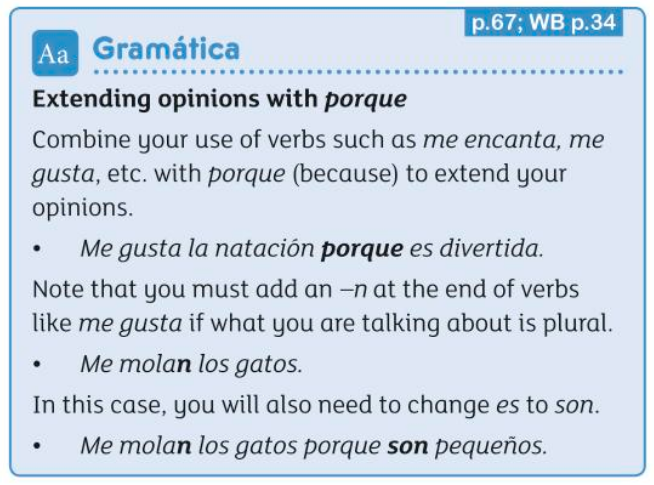 p.67; WB p.34
Aa Gramática
Extending opinions with porque
Combine your use of verbs such as me encanta, me
gusta, etc. with porque (because) to extend your
opinions.
• Me gusta la natación porque es divertida.
Note that you must add an –n at the end of verbs
like me gusta if what you are talking about is plural.
• Me molan los gatos.
In this case, you will also need to change es to son.
• Me molan los gatos porque son pequeños.